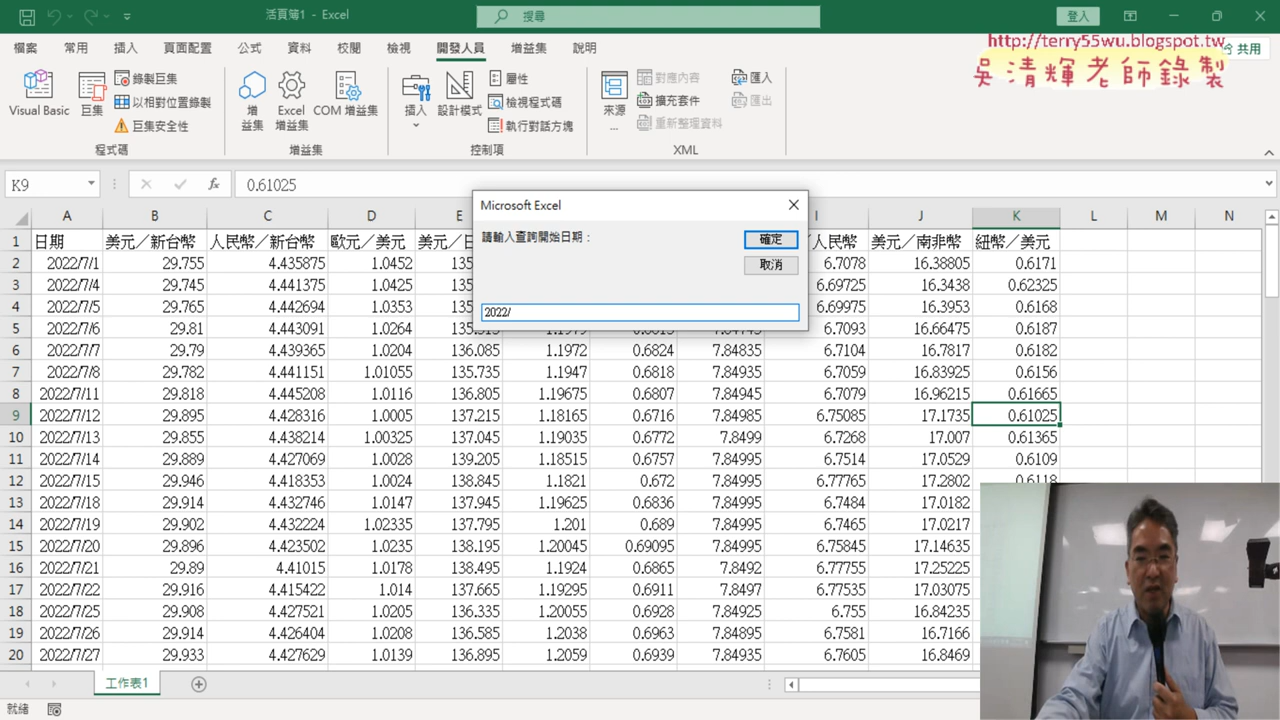 活頁簿1 - Excel
搜尋
登入
檔案 常用 插入 頁面配置 公式 資料 校閱 檢視 開發人員 增益集 說明
共用
http://terry55wu.blogspot.tw
吳清輝老師錄製
Visual Basic
巨集
錄製巨集
以相對位置錄製
巨集安全性
程式碼
增益集
Excel 增益集
COM 增益集
增益集
插入
設計模式
屬性
檢視程式碼
執行對話方塊
控制項
來源...
對應內容
擴充套件
重新整理資料
匯入
匯出
XML
K9
fx
0.61025
Microsoft Excel
請輸入查詢開始日期：
確定
取消
2022/
A B C D E I J K L M N
1 日期 美元／新台幣 人民幣／新台幣 歐元／美元 美元／日 ／人民幣 美元／南非幣 紐幣／美元
2 2022/7/1 29.755 4.435875 1.0452 135 6.7078 16.38805 0.6171
3 2022/7/4 29.745 4.441375 1.0425 135 6.69725 16.3438 0.62325
4 2022/7/5 29.765 4.442694 1.0353 135 6.69975 16.3953 0.6168
5 2022/7/6 29.81 4.443091 1.0264 6.7093 16.66475 0.6187
6 2022/7/7 29.79 4.439365 1.0204 136.085 1.1972 0.6824 7.84835 6.7104 16.7817 0.6182
7 2022/7/8 29.782 4.441151 1.01055 135.735 1.1947 0.6818 7.84935 6.7059 16.83925 0.6156
8 2022/7/11 29.818 4.445208 1.0116 136.805 1.19675 0.6807 7.84945 6.7079 16.96215 0.61665
9 2022/7/12 29.895 4.428316 1.0005 137.215 1.18165 0.6716 7.84985 6.75085 17.1735 0.61025
10 2022/7/13 29.855 4.438214 1.00325 137.045 1.19035 0.6772 7.8499 6.7268 17.007 0.61365
11 2022/7/14 29.889 4.427069 1.0028 139.205 1.18515 0.6757 7.84995 6.7514 17.0529 0.6109
12 2022/7/15 29.946 4.418353 1.0024 138.845 1.1821 0.672 7.84995 6.77765 17.2802 0.6118
13 2022/7/18 29.914 4.432746 1.0147 137.945 1.19625 0.6836 7.84995 6.7484 17.0182
14 2022/7/19 29.902 4.432224 1.02335 137.795 1.201 0.689 7.84995 6.7465 17.0217
15 2022/7/20 29.896 4.423502 1.0235 138.195 1.20045 0.69095 7.84995 6.75845 17.14635
16 2022/7/21 29.89 4.41015 1.0178 138.495 1.1924 0.6865 7.8492 6.77755 17.25225
17 2022/7/22 29.916 4.415422 1.014 137.665 1.19295 0.6911 7.8497 6.77535 17.03075
18 2022/7/25 29.908 4.427521 1.0205 136.335 1.20055 0.6928 7.84925 6.755 16.84235
19 2022/7/26 29.914 4.426404 1.0208 136.585 1.2038 0.6963 7.84895 6.7581 16.7166
20 2022/7/27 29.933 4.427629 1.0139 136.895 1.2059 0.6939 7.84935 6.7605 16.8469
工作表1
就緒